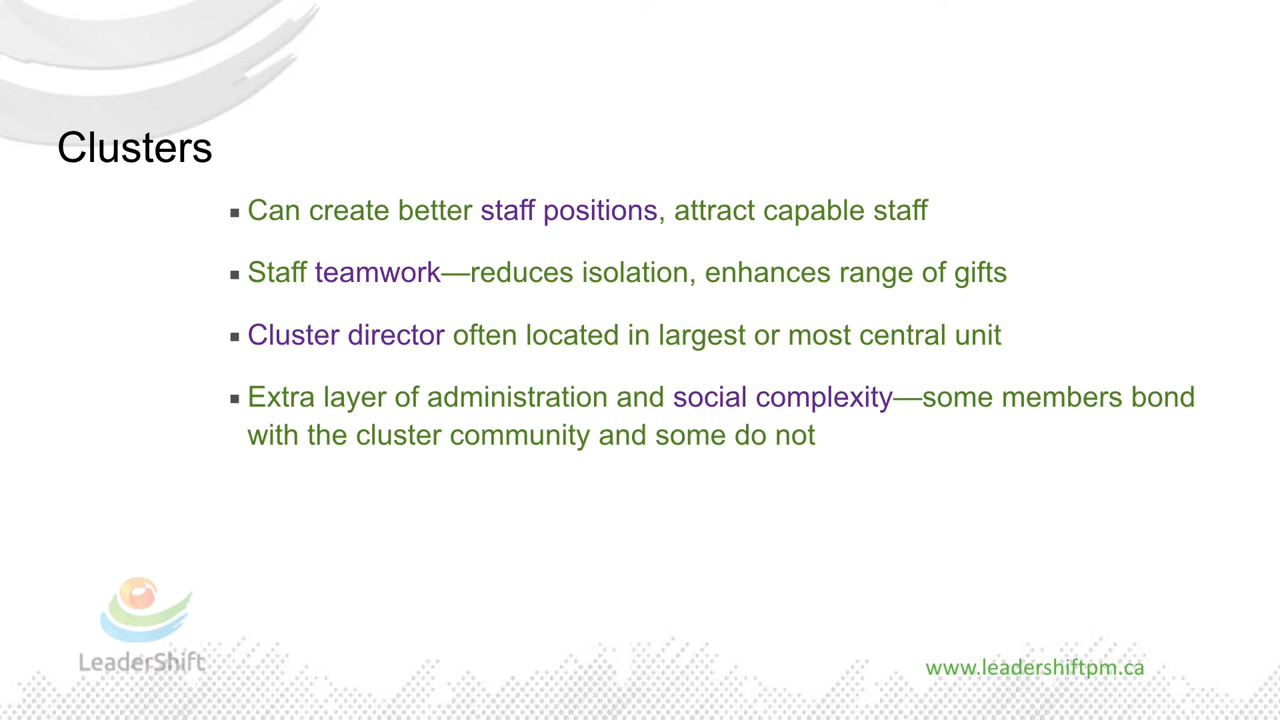 Clusters
Can create better staff positions, attract capable staff
Staff teamwork—reduces isolation, enhances range of gifts
Cluster director often located in largest or most central unit
Extra layer of administration and social complexity—some members bond
with the cluster community and some do not
LeaderShift
www.leadershiftpm.ca